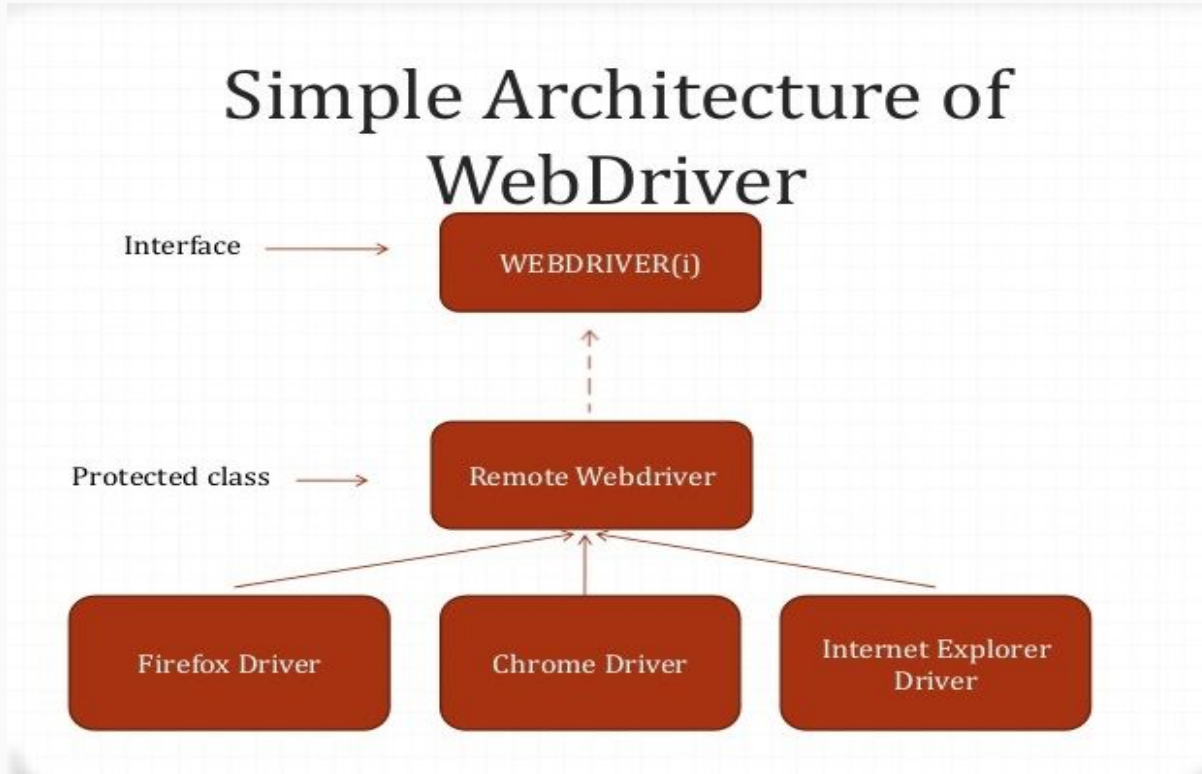 Simple Architecture of
WebDriver
Interface
WEBDRIVER(i)
Protected class
Remote Webdriver
Firefox Driver
Chrome Driver
Internet Explorer
Driver